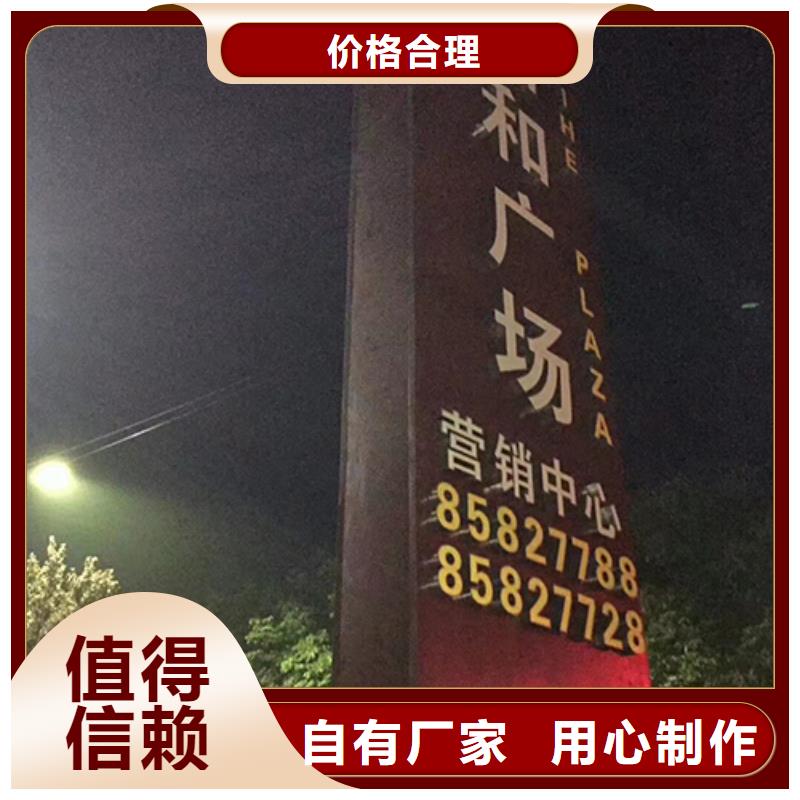 价格合理
和广场
THE PLAZA
营销中心
85827788
85827728
值得
信赖
自有厂家 用心制作